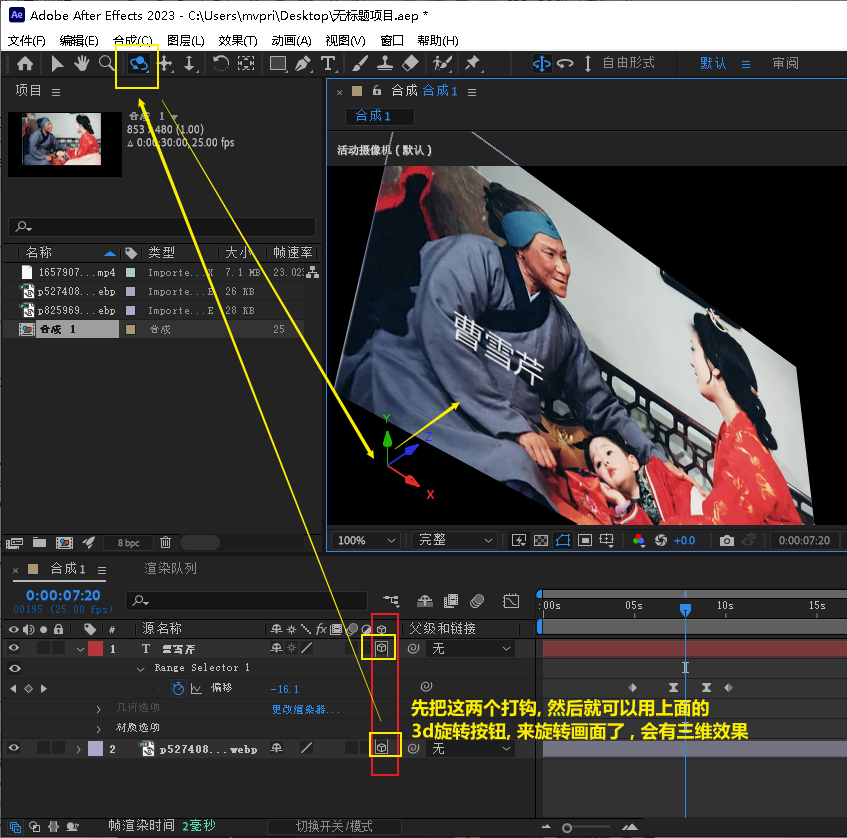 Adobe After Effects 2023 - C:\Users\mvpri\Desktop\无标题项目.aep *
文件(F) 编辑(E) 合成(C) 图层(L) 效果(T) 动画(A) 视图(V) 窗口 帮助(H)
自由形式 默认 审阅
项目
合成 1
853 x 480 (1.00)
Δ 0:00:30:00, 25.00 fps
× 合成 合成1
合成1
活动摄像机 (默认)
曹雪芹
Y
Z
X
名称 类型 大小 帧速率
1657907...mp4 Importe...X 7.1 MB 23.02
p527408...ebp Importe...E 26 KB
p825969...ebp Importe...E 28 KB
合成 1 合成 25
8 bpc
100% 完整 +0.0 0:00:07:20
× 合成1 渲染队列
0:00:07:20
00195 (25.00 fps)
:00s 05s 10s 15s
# 源名称 fx 父级和链接
1 T 曹雪芹 无
Range Selector 1
偏移 -16.1
几何选项 更改渲染器...
材质选项
2 p527408...webp 无
先把这两个打钩, 然后就可以用上面的
3d旋转按钮, 来旋转画面了 , 会有三维效果
帧渲染时间 2毫秒 切换开关/模式